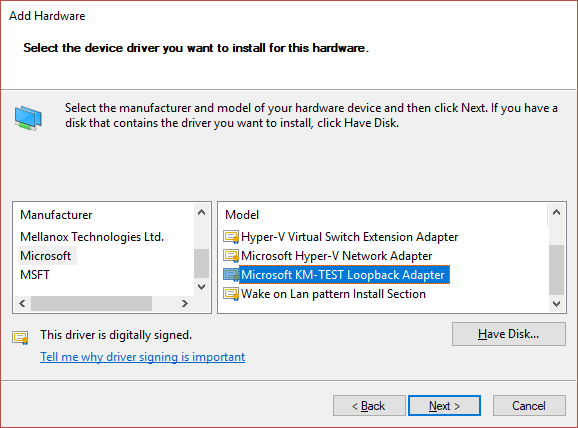 Add Hardware
Select the device driver you want to install for this hardware.
Select the manufacturer and model of your hardware device and then click Next. If you have a
disk that contains the driver you want to install, click Have Disk.
Manufacturer
Mellanox Technologies Ltd.
Microsoft
MSFT
Model
Hyper-V Virtual Switch Extension Adapter
Microsoft Hyper-V Network Adapter
Microsoft KM-TEST Loopback Adapter
Wake on Lan pattern Install Section
This driver is digitally signed.
Tell me why driver signing is important
Have Disk...
< Back
Next >
Cancel